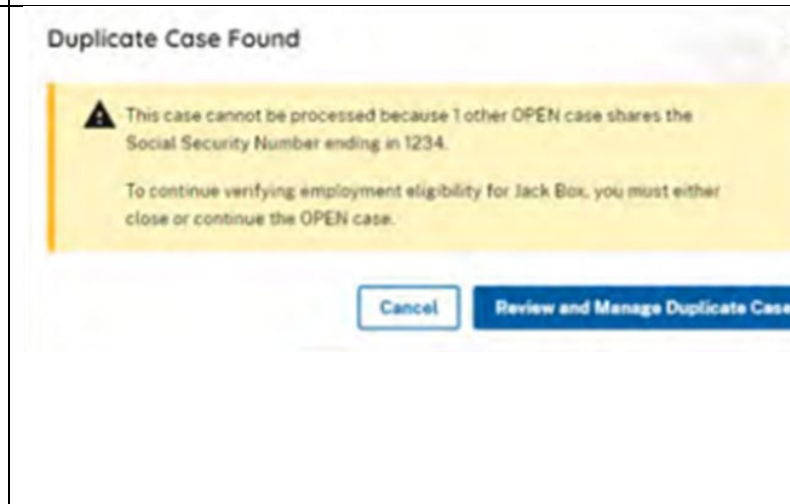 Duplicate Case Found
This case cannot be processed because 1 other OPEN case shares the
Social Security Number ending in 1234.
To continue verifying employment eligibility for Jack Box, you must either
close or continue the OPEN case.
Cancel
Review and Manage Duplicate Case